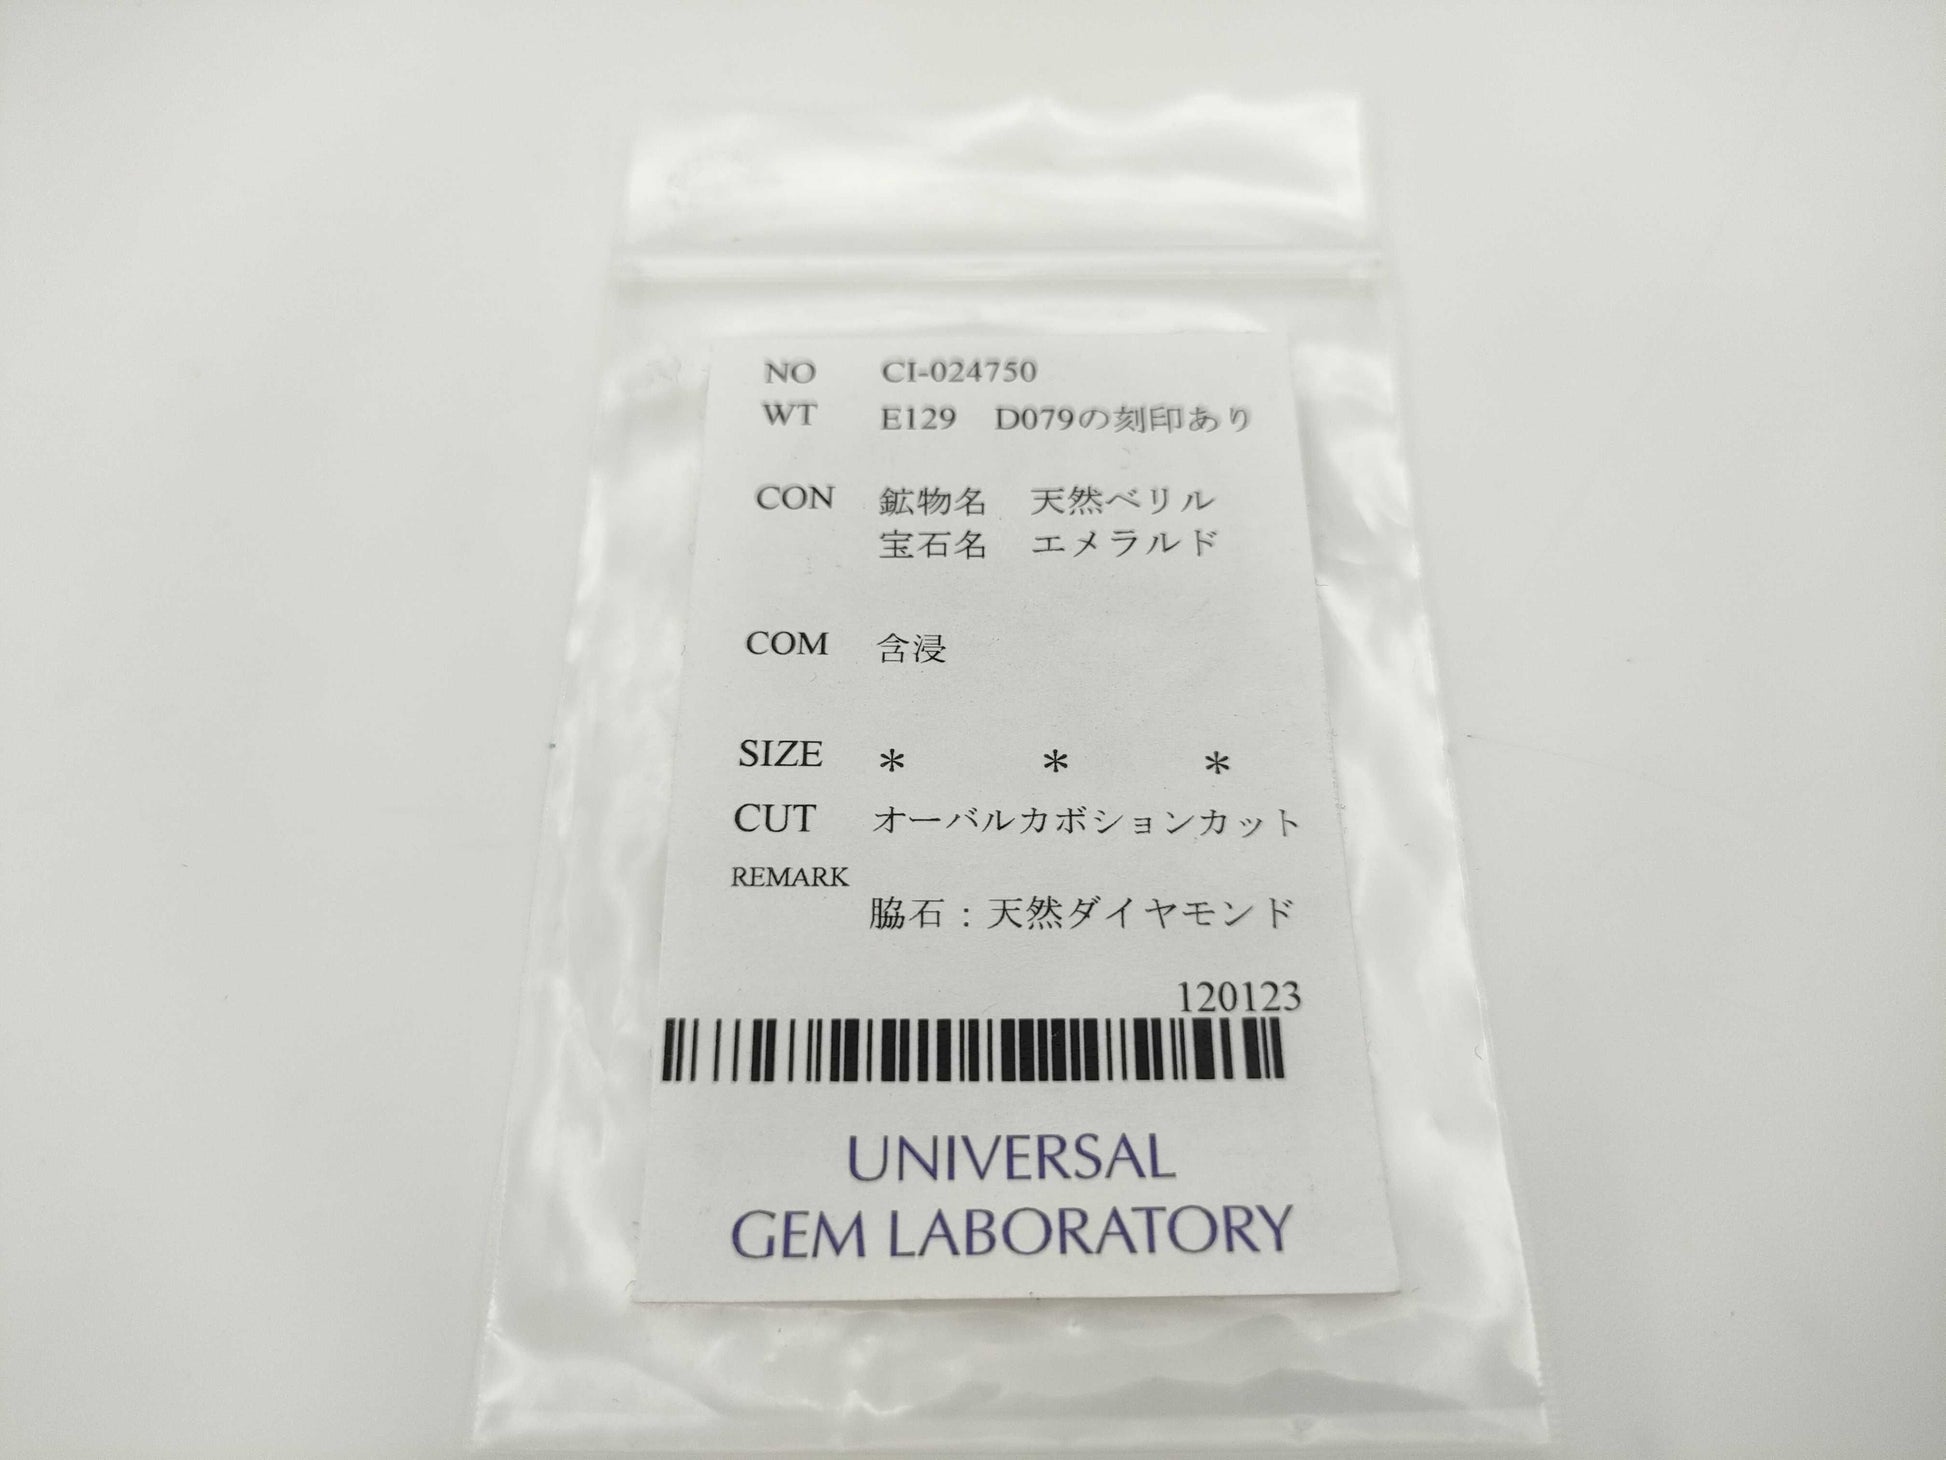 NO CI-024750
WT E129 D079の刻印あり
CON 鉱物名 天然ベリル
宝石名 エメラルド
COM 含浸
SIZE * * *
CUT オーバルカボションカット
REMARK
脇石：天然ダイヤモンド
120123
UNIVERSAL
GEM LABORATORY